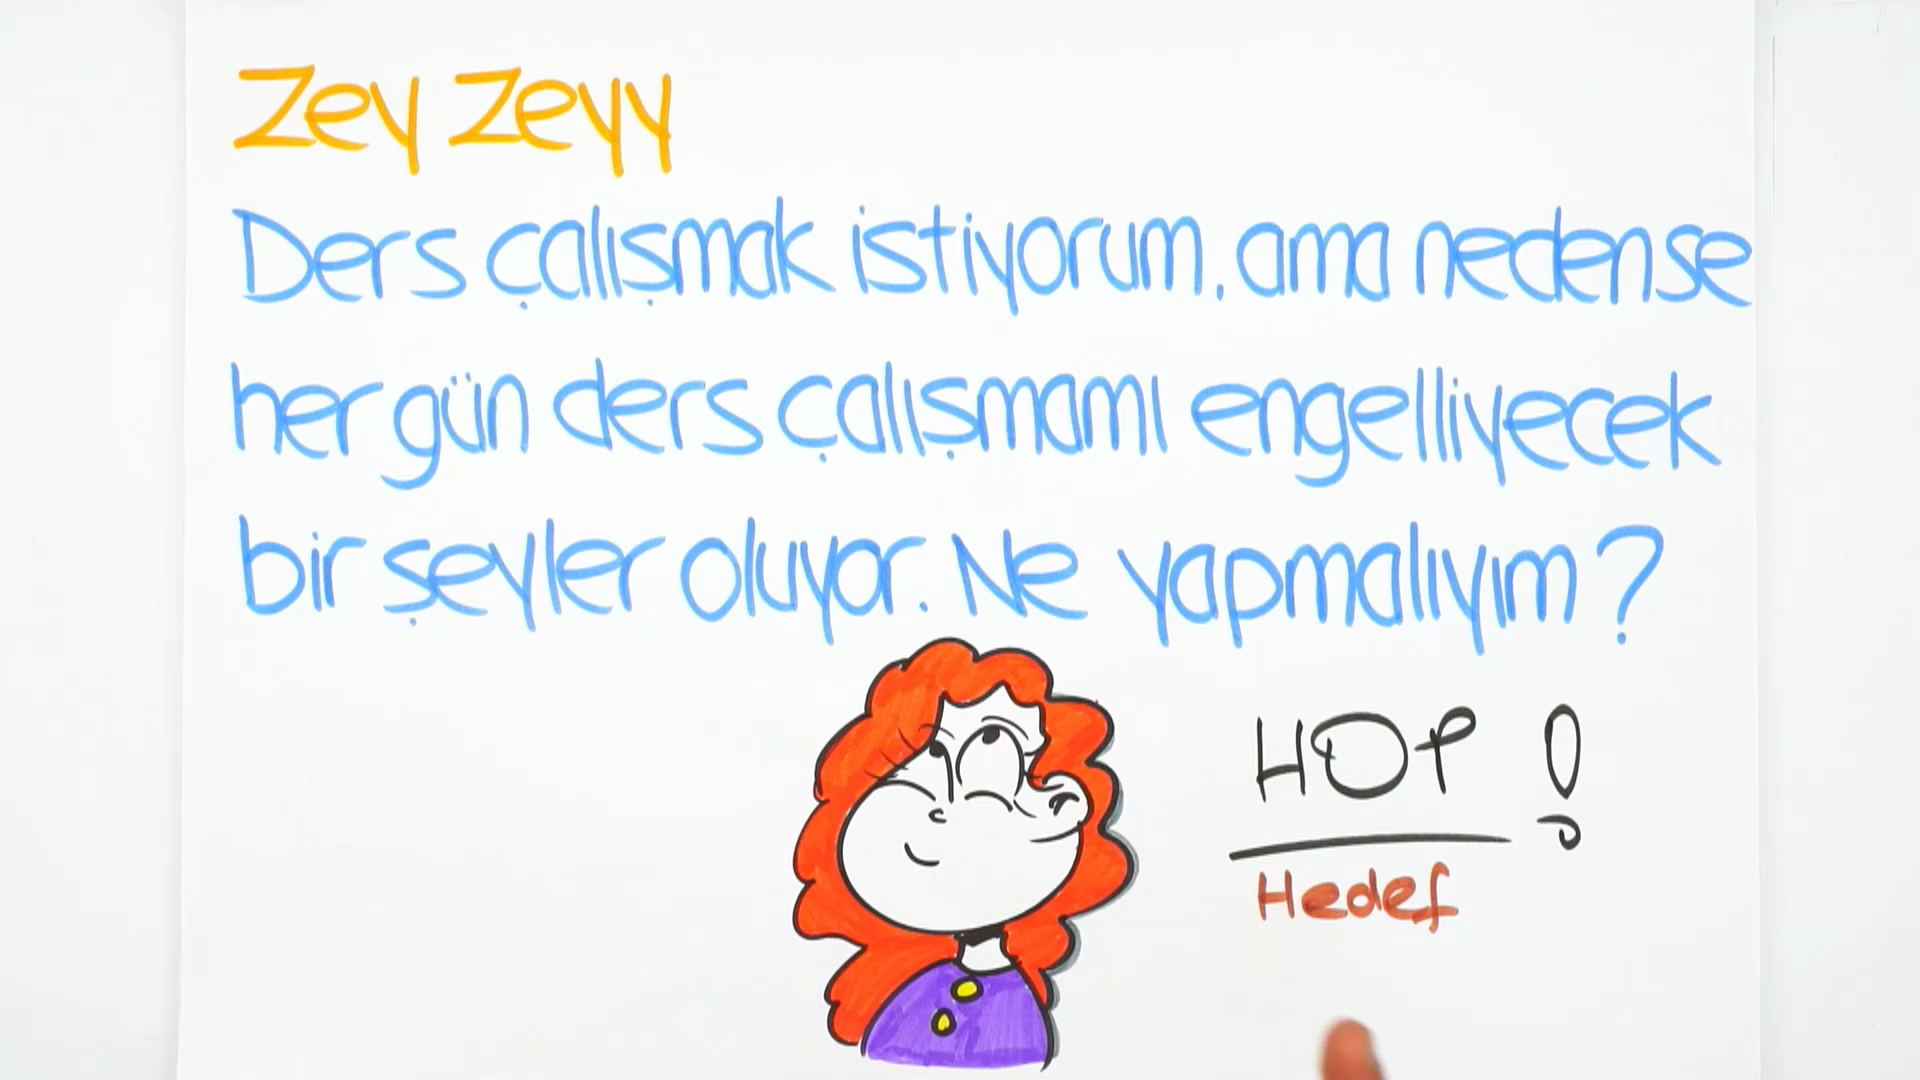 Zey Zeyy
Ders çalışmak istiyorum, ama nedense
her gün ders çalışmamı engelliyecek
bir şeyler oluyor. Ne yapmalıyım?
HOP !
Hedef